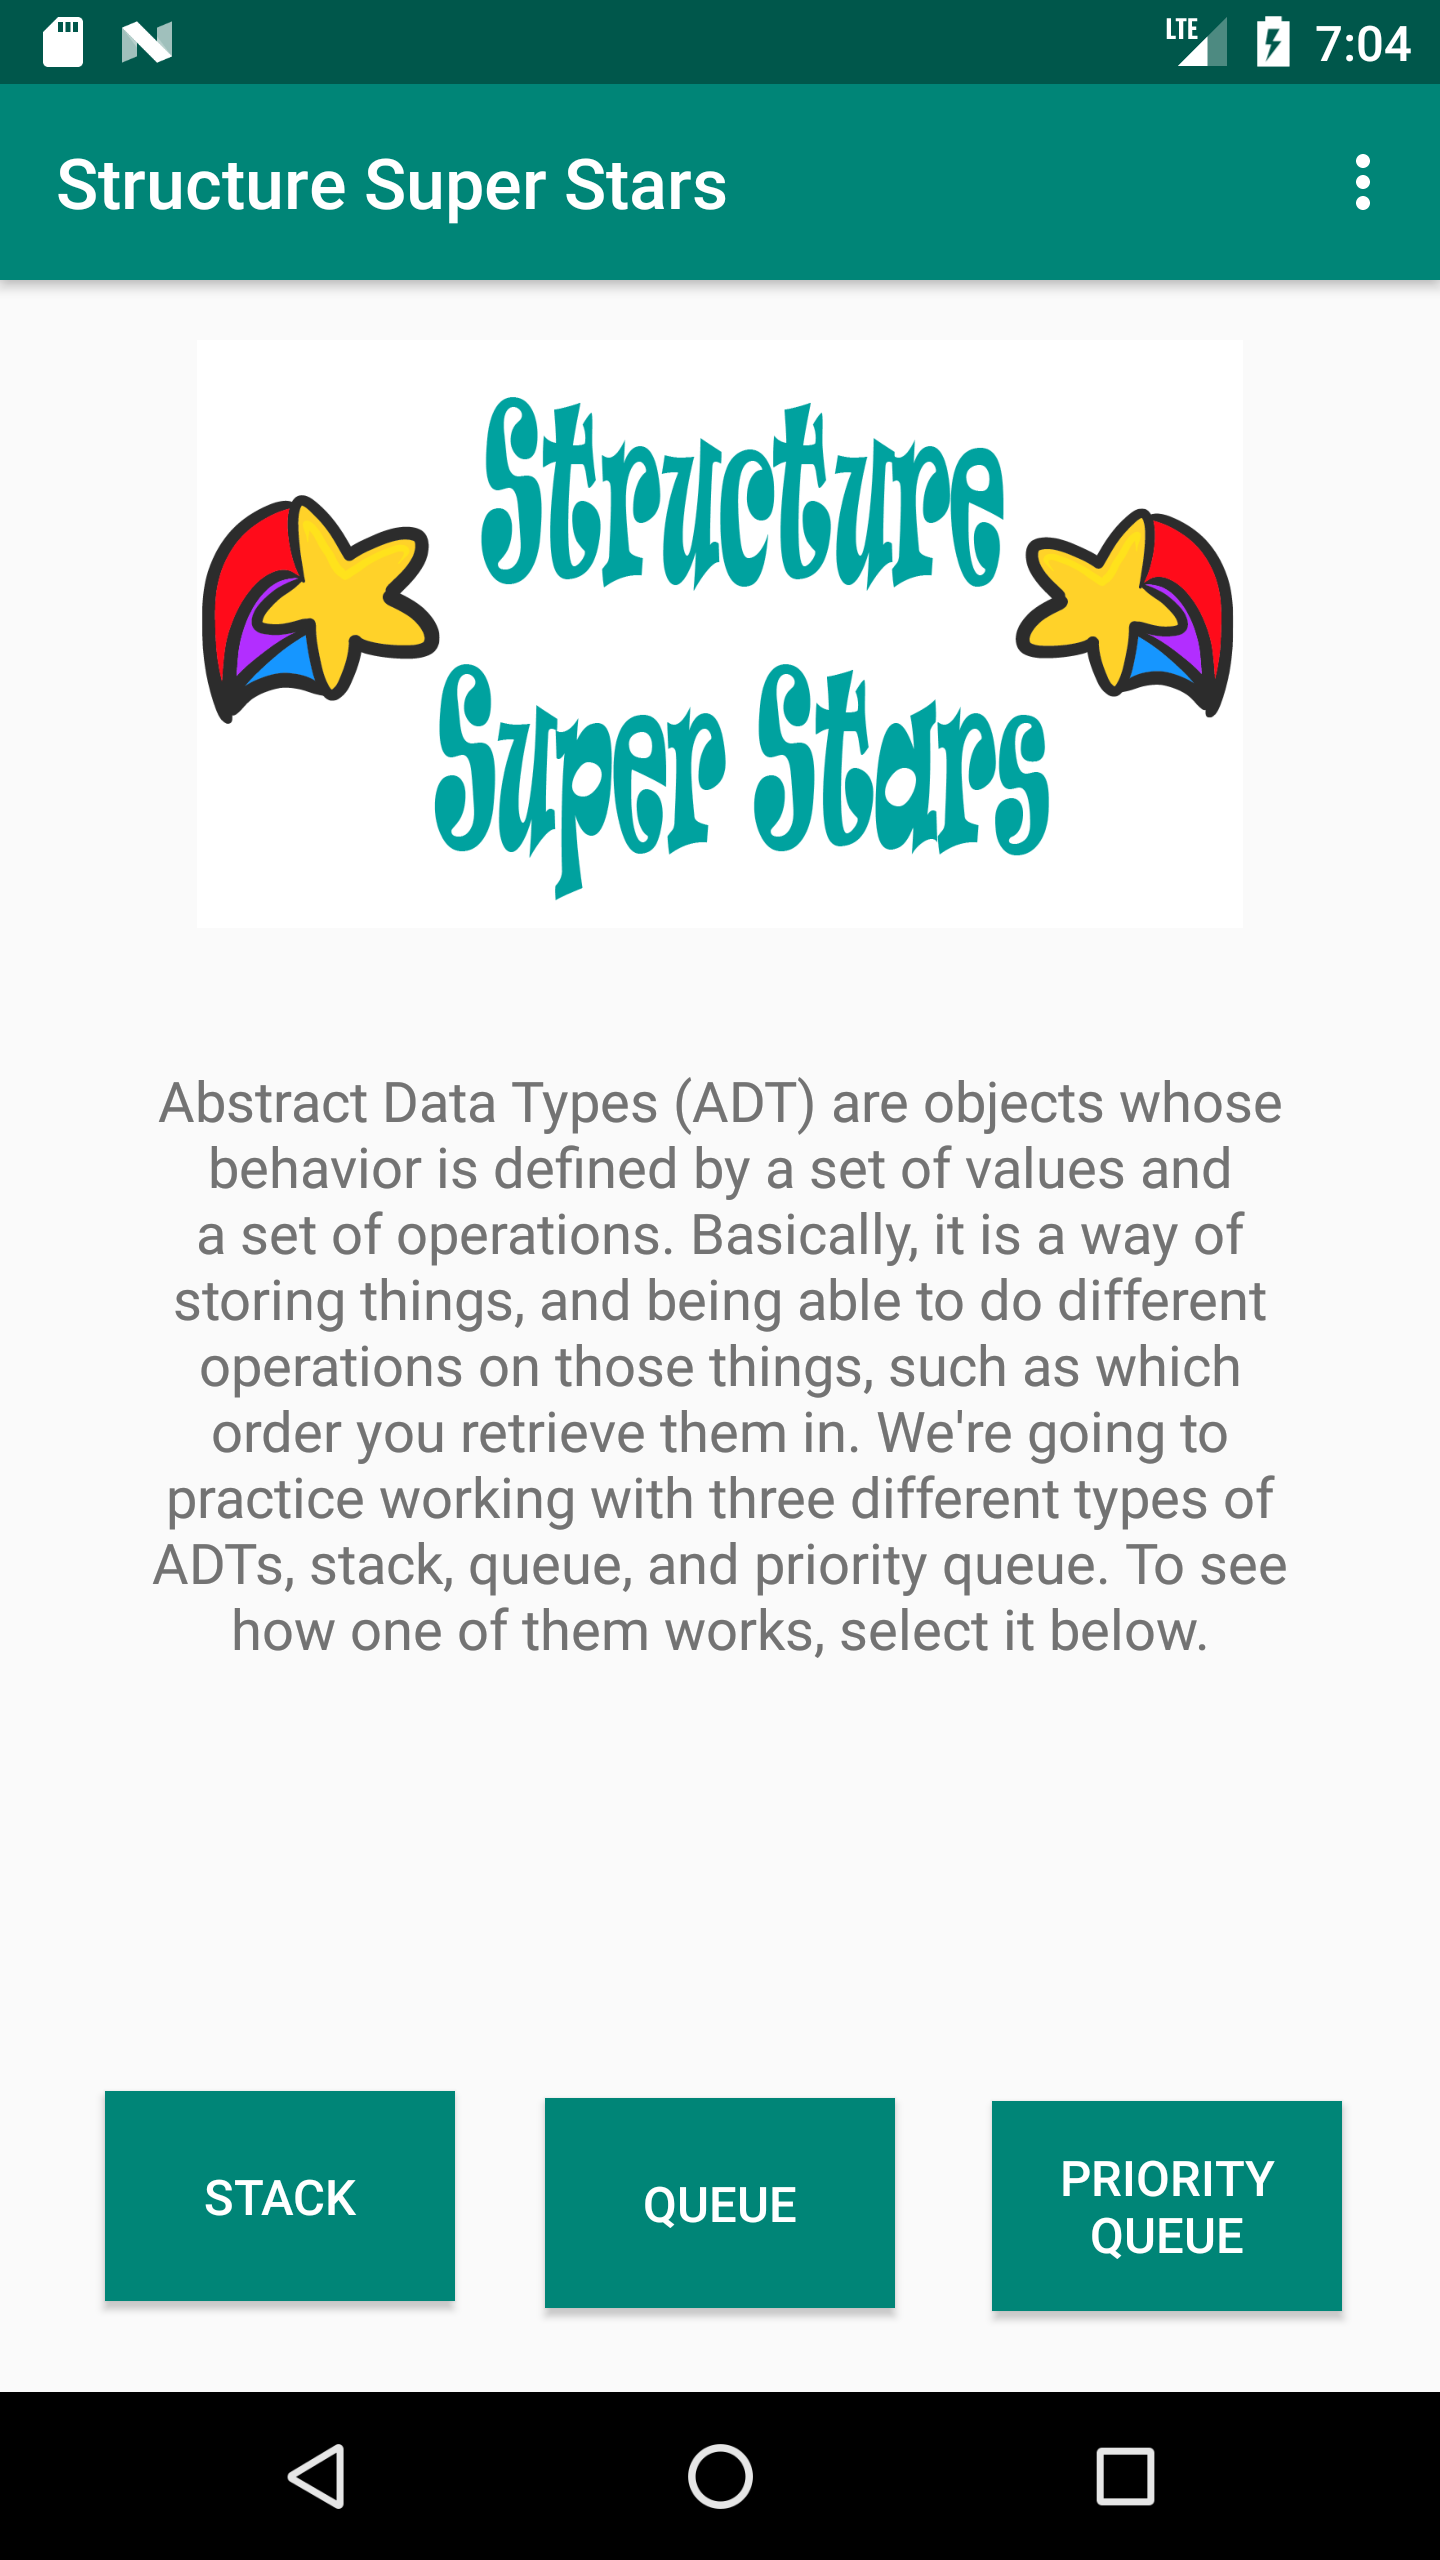 LTE 7:04
Structure Super Stars
Structure
Super Stars
Abstract Data Types (ADT) are objects whose
behavior is defined by a set of values and
a set of operations. Basically, it is a way of
storing things, and being able to do different
operations on those things, such as which
order you retrieve them in. We're going to
practice working with three different types of
ADTs, stack, queue, and priority queue. To see
how one of them works, select it below.
STACK
QUEUE
PRIORITY
QUEUE